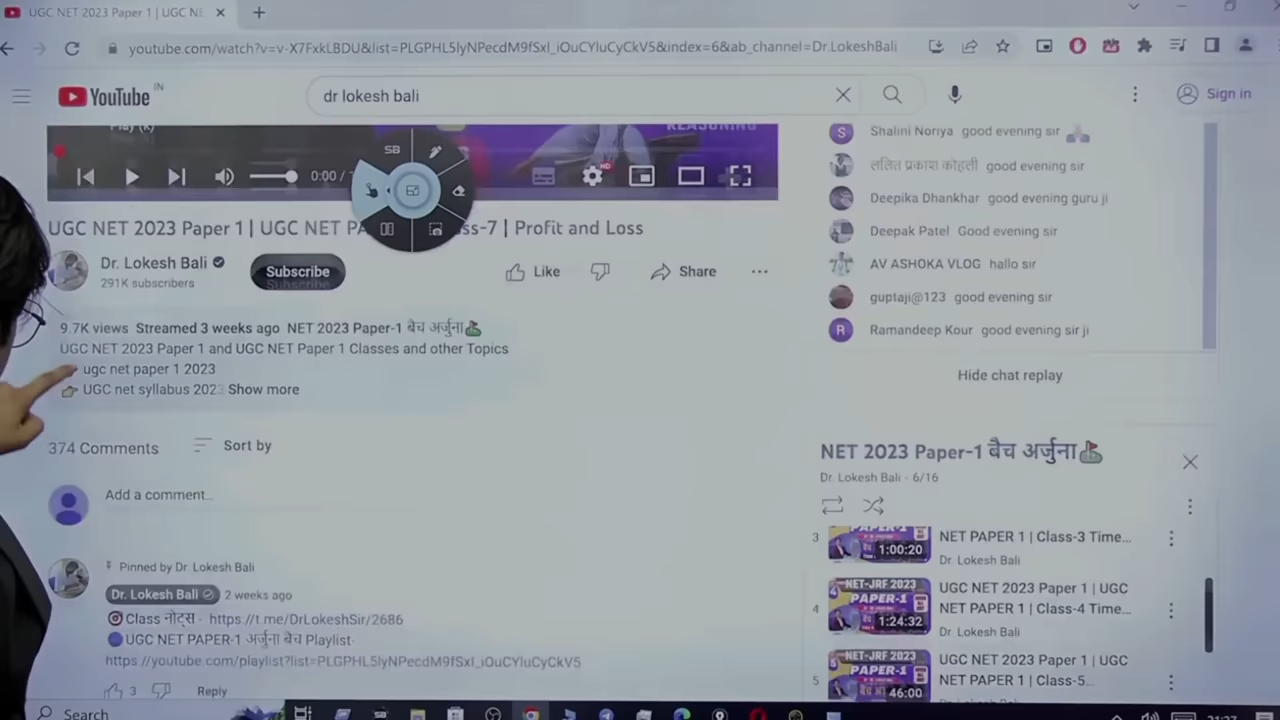 UGC NET 2023 Paper 1 | UGC NE
youtube.com/watch?v=v-X7FxkLBDU&list=PLGPHL5lyNPecdM9fSxI_iOuCYluCyCkV5&index=6&ab_channel=Dr.LokeshBali
YouTube IN
dr lokesh bali
Sign in
REASONING
0:00 /
SB
HD
UGC NET 2023 Paper 1 | UGC NET PA ss-7 | Profit and Loss
Dr. Lokesh Bali
291K subscribers
Subscribe
Like
Share
9.7K views Streamed 3 weeks ago NET 2023 Paper-1 बैच अर्जुना
UGC NET 2023 Paper 1 and UGC NET Paper 1 Classes and other Topics
ugc net paper 1 2023
UGC net syllabus 2023 Show more
374 Comments
Sort by
Add a comment...
Pinned by Dr. Lokesh Bali
Dr. Lokesh Bali 2 weeks ago
Class नोट्स - https://t.me/DrLokeshSir/2686
UGC NET PAPER-1 अर्जुना बैच Playlist-
https://youtube.com/playlist?list=PLGPHL5lyNPecdM9fSxI_iOuCYluCyCkV5
3
Reply
Shalini Noriya good evening sir
ललित प्रकाश कोहली good evening sir
Deepika Dhankhar good evening guru ji
Deepak Patel Good evening sir
AV ASHOKA VLOG hallo sir
guptaji@123 good evening sir
R Ramandeep Kour good evening sir ji
Hide chat replay
NET 2023 Paper-1 बैच अर्जुना
Dr. Lokesh Bali - 6/16
3
1:00:20
NET PAPER 1 | Class-3 Time...
Dr. Lokesh Bali
4
NET-JRF 2023
PAPER-1
1:24:32
UGC NET 2023 Paper 1 | UGC
NET PAPER 1 | Class-4 Time...
Dr. Lokesh Bali
5
NET-JRF 2023
PAPER-1
46:00
UGC NET 2023 Paper 1 | UGC
NET PAPER 1 | Class-5...
Search